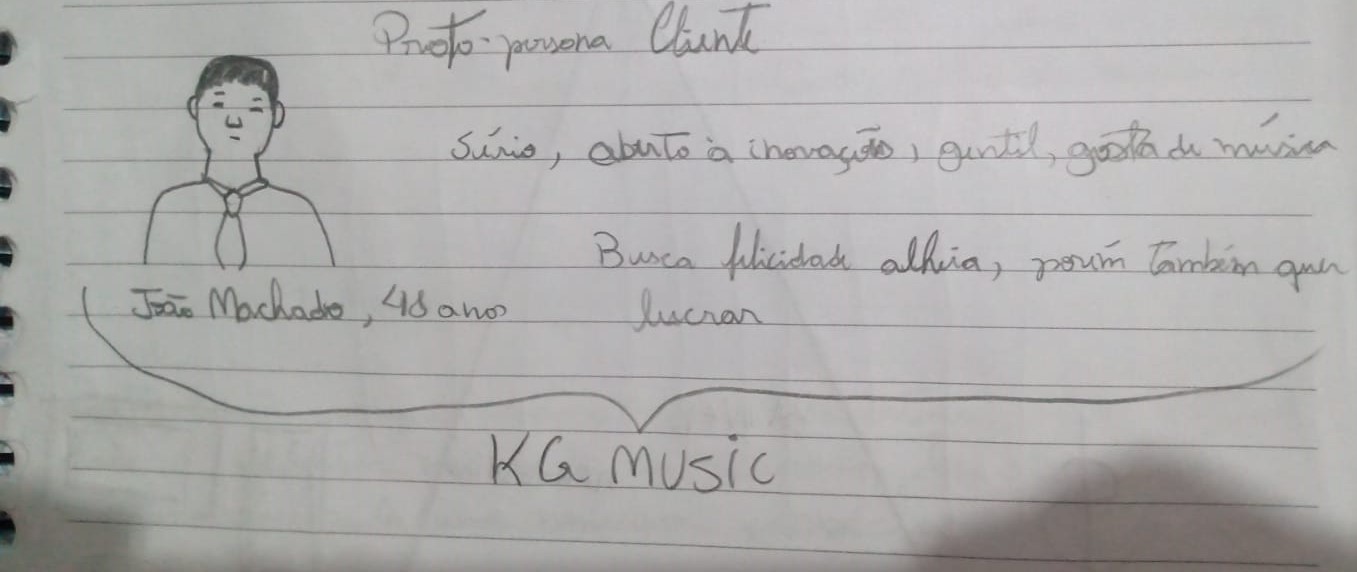 Proto-persona Cliente
Sério, aberto à inovação, gentil, gosta de música
Busca felicidade alheia, porém também quer
João Machado, 48 anos lucrar
KG MUSIC